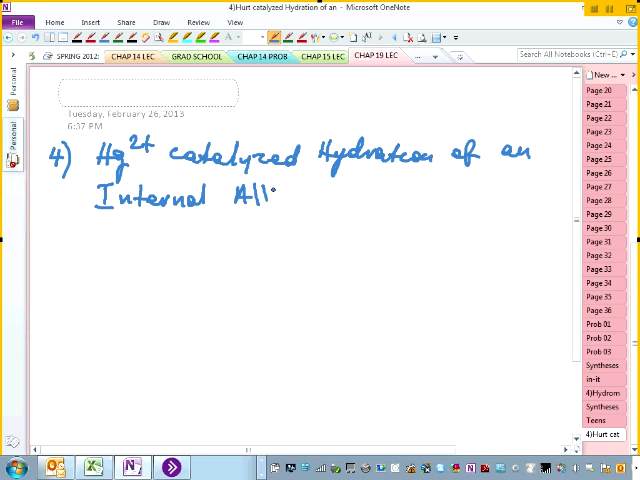 4)Hurt catalyzed Hydration of an - Microsoft OneNote
File Home Insert Share Draw Review View
SPRING 2012: CHAP 14 LEC GRAD SCHOOL CHAP 14 PROB CHAP 15 LEC CHAP 19 LEC ... Search All Notebooks (Ctrl+E)
New ...
Personal
Personal
Tuesday, February 26, 2013
6:37 PM
4) Hg2+ catalyzed Hydration of an
Internal All
Page 20
Page 21
Page 22
Page 23
Page 24
Page 25
Page 26
Page 27
Page 28
Page 29
Page 30
Page 31
Page 32
Page 33
Page 34
Page 35
Page 36
Prob 01
Prob 02
Prob 03
Syntheses
in-it
4)Hydrom
Syntheses
Teens
4)Hurt cat